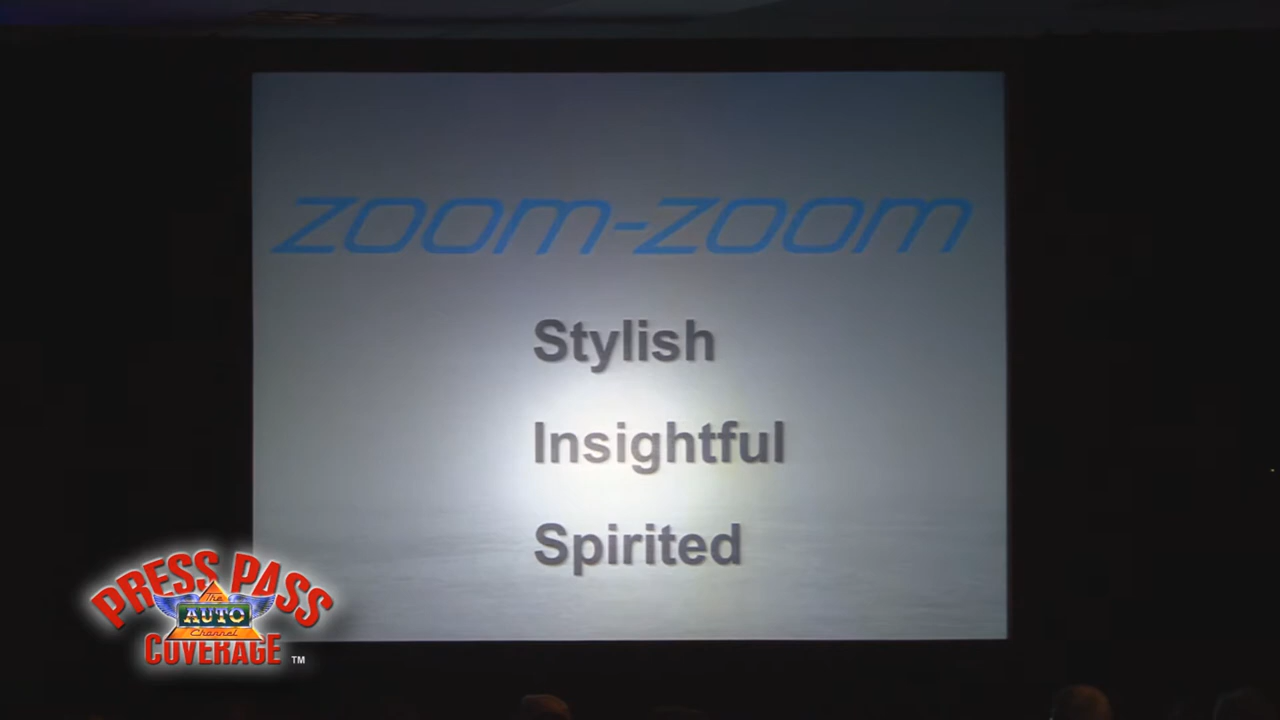 zoom-zoom
Stylish
Insightful
Spirited
PRESS PASS
The
AUTO
Channel
COVERAGE ™